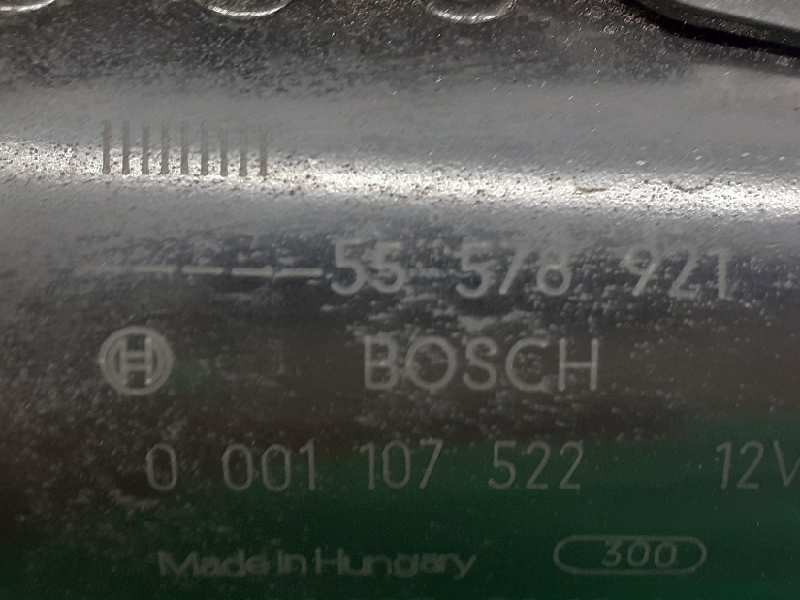 55 578 921
BOSCH
0 001 107 522 12V
Made in Hungary 300